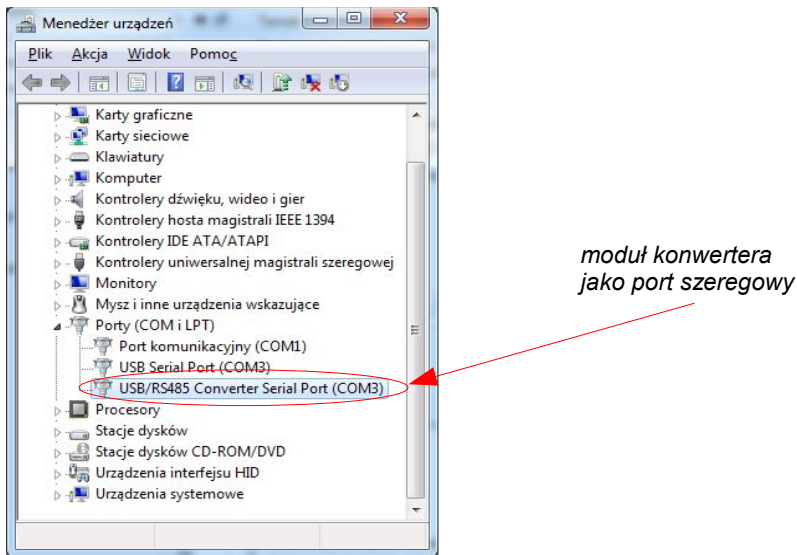 Menedżer urządzeń
Plik Akcja Widok Pomoc
Karty graficzne
Karty sieciowe
Klawiatury
Komputer
Kontrolery dźwięku, wideo i gier
Kontrolery hosta magistrali IEEE 1394
Kontrolery IDE ATA/ATAPI
Kontrolery uniwersalnej magistrali szeregowej
Monitory
Mysz i inne urządzenia wskazujące
Porty (COM i LPT)
Port komunikacyjny (COM1)
USB Serial Port (COM3)
USB/RS485 Converter Serial Port (COM3)
Procesory
Stacje dysków
Stacje dysków CD-ROM/DVD
Urządzenia interfejsu HID
Urządzenia systemowe
moduł konwertera
jako port szeregowy